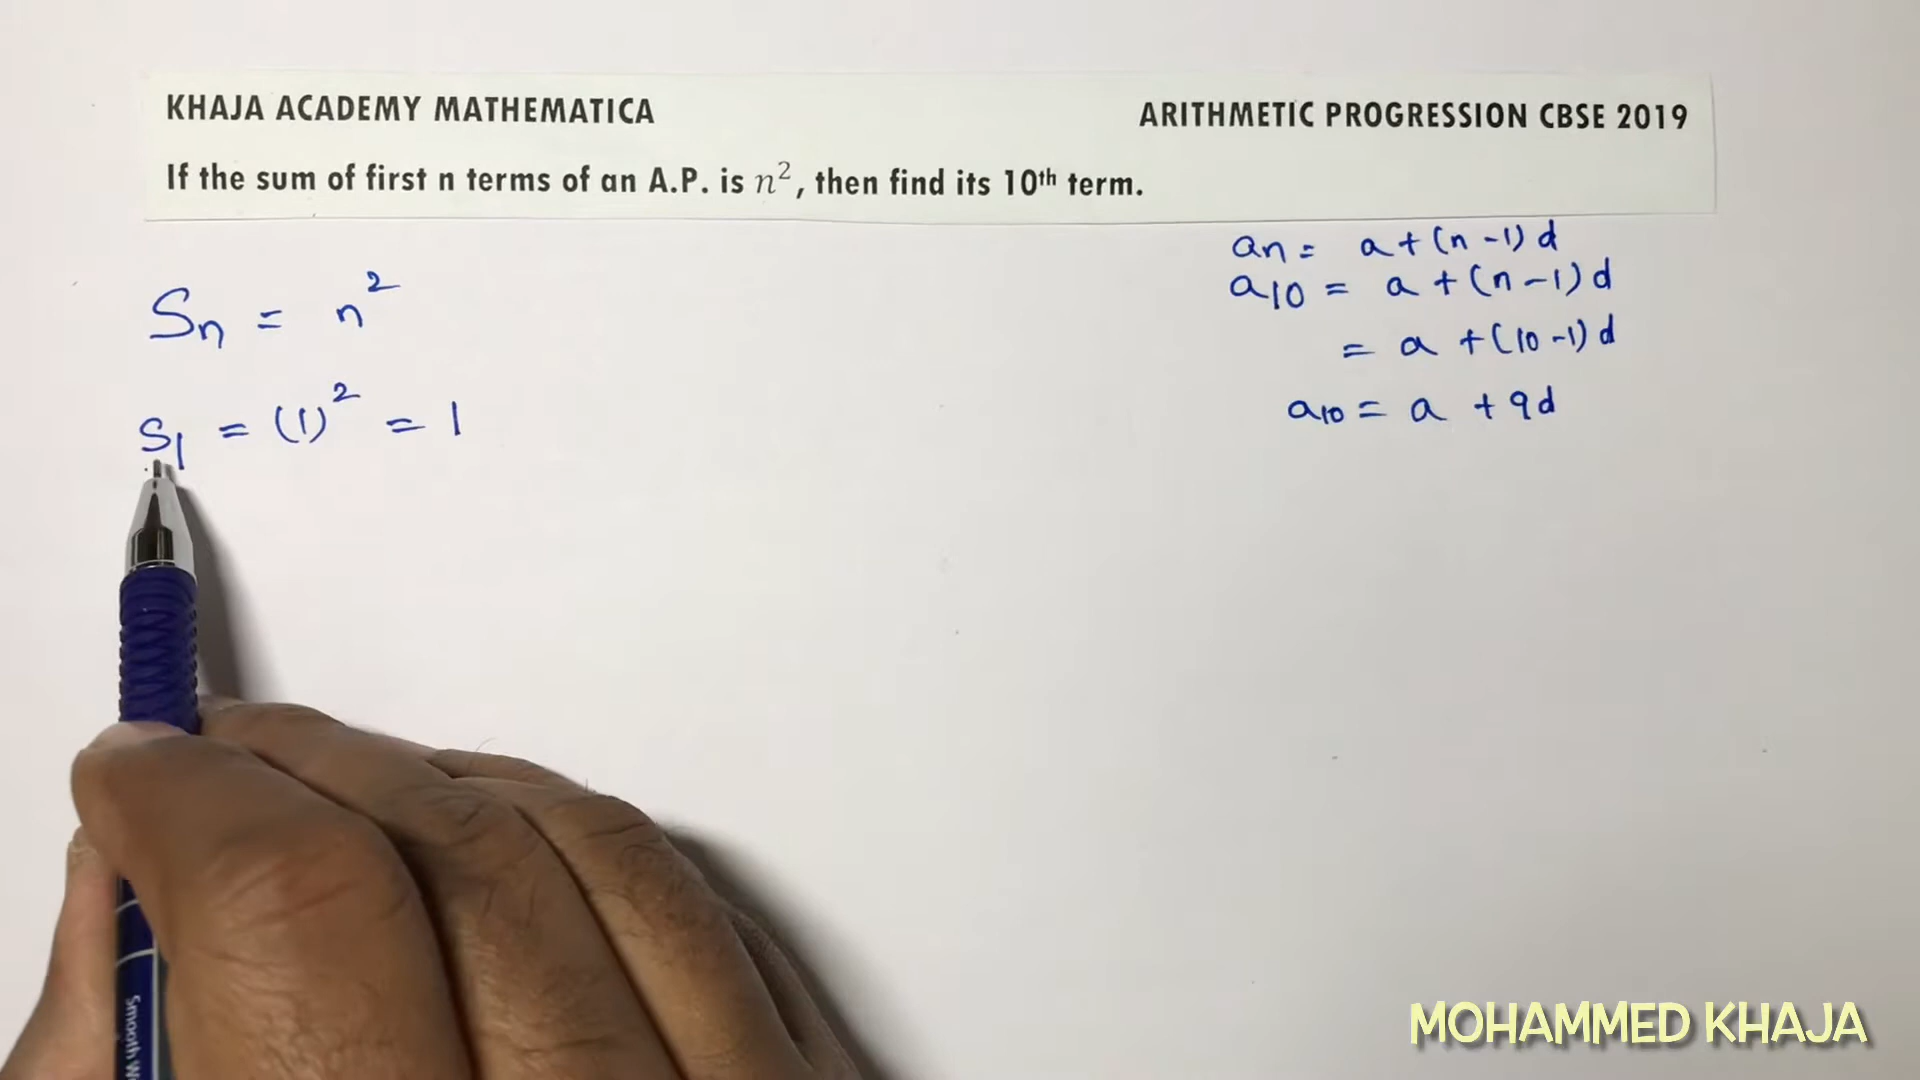 KHAJA ACADEMY MATHEMATICA
ARITHMETIC PROGRESSION CBSE 2019
If the sum of first n terms of an A.P. is n², then find its 10th term.
Sn = n²
S1 = (1)² = 1
an = a + (n - 1) d
a10 = a + (n - 1) d
= a + (10 - 1) d
a10 = a + 9d
Smooth
MOHAMMED KHAJA